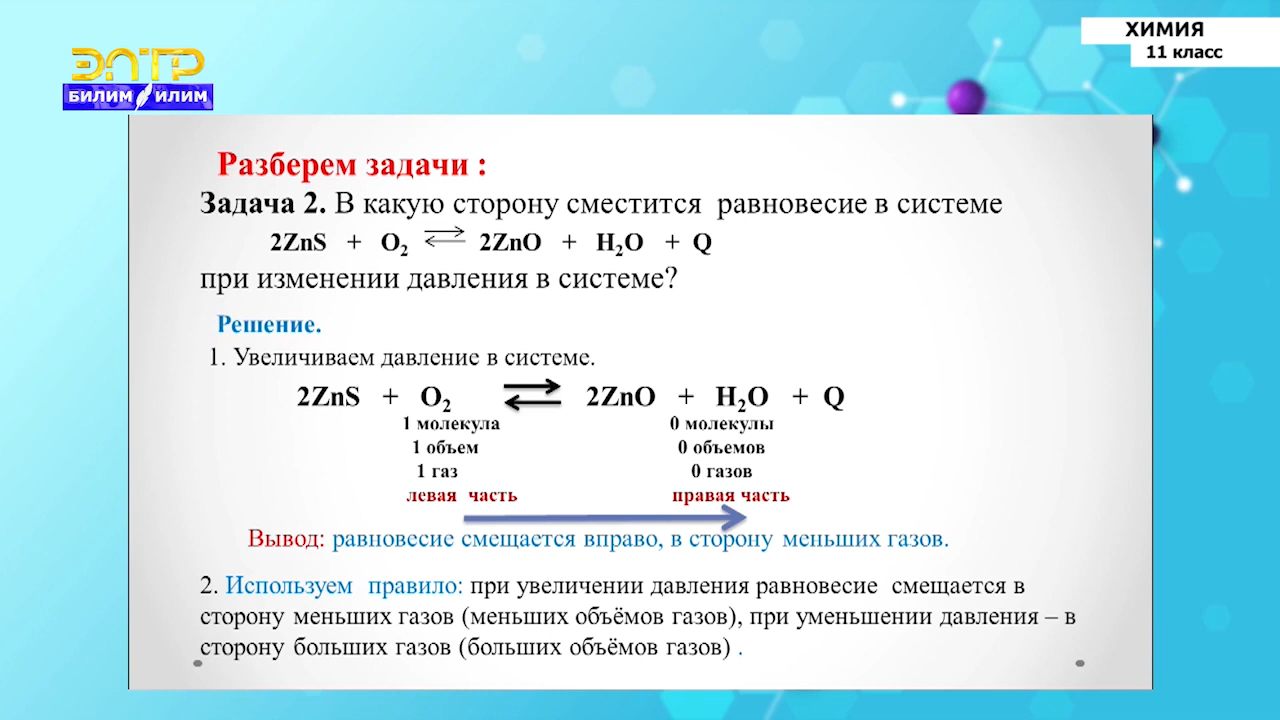 ХИМИЯ
11 класс
ЭЛТР
БИЛИМ ИЛИМ
Разберем задачи :
Задача 2. В какую сторону сместится равновесие в системе
2ZnS + O₂ ⇄ 2ZnO + H₂O + Q
при изменении давления в системе?
Решение.
1. Увеличиваем давление в системе.
2ZnS + O₂ ⇄ 2ZnO + H₂O + Q
1 молекула 0 молекулы
1 объем 0 объемов
1 газ 0 газов
левая часть правая часть
Вывод: равновесие смещается вправо, в сторону меньших газов.
2. Используем правило: при увеличении давления равновесие смещается в
сторону меньших газов (меньших объёмов газов), при уменьшении давления – в
сторону больших газов (больших объёмов газов) .